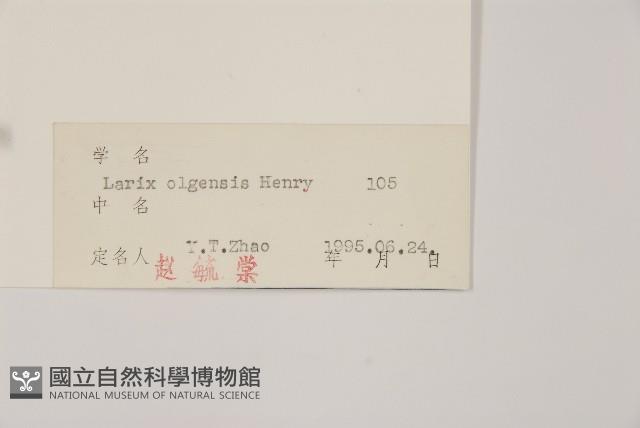 学 名
Larix olgensis Henry 105
中 名
定名人 Y.T.Zhao 1995.06.24.
年 月 日
赵 毓 棠
國立自然科學博物館
NATIONAL MUSEUM OF NATURAL SCIENCE